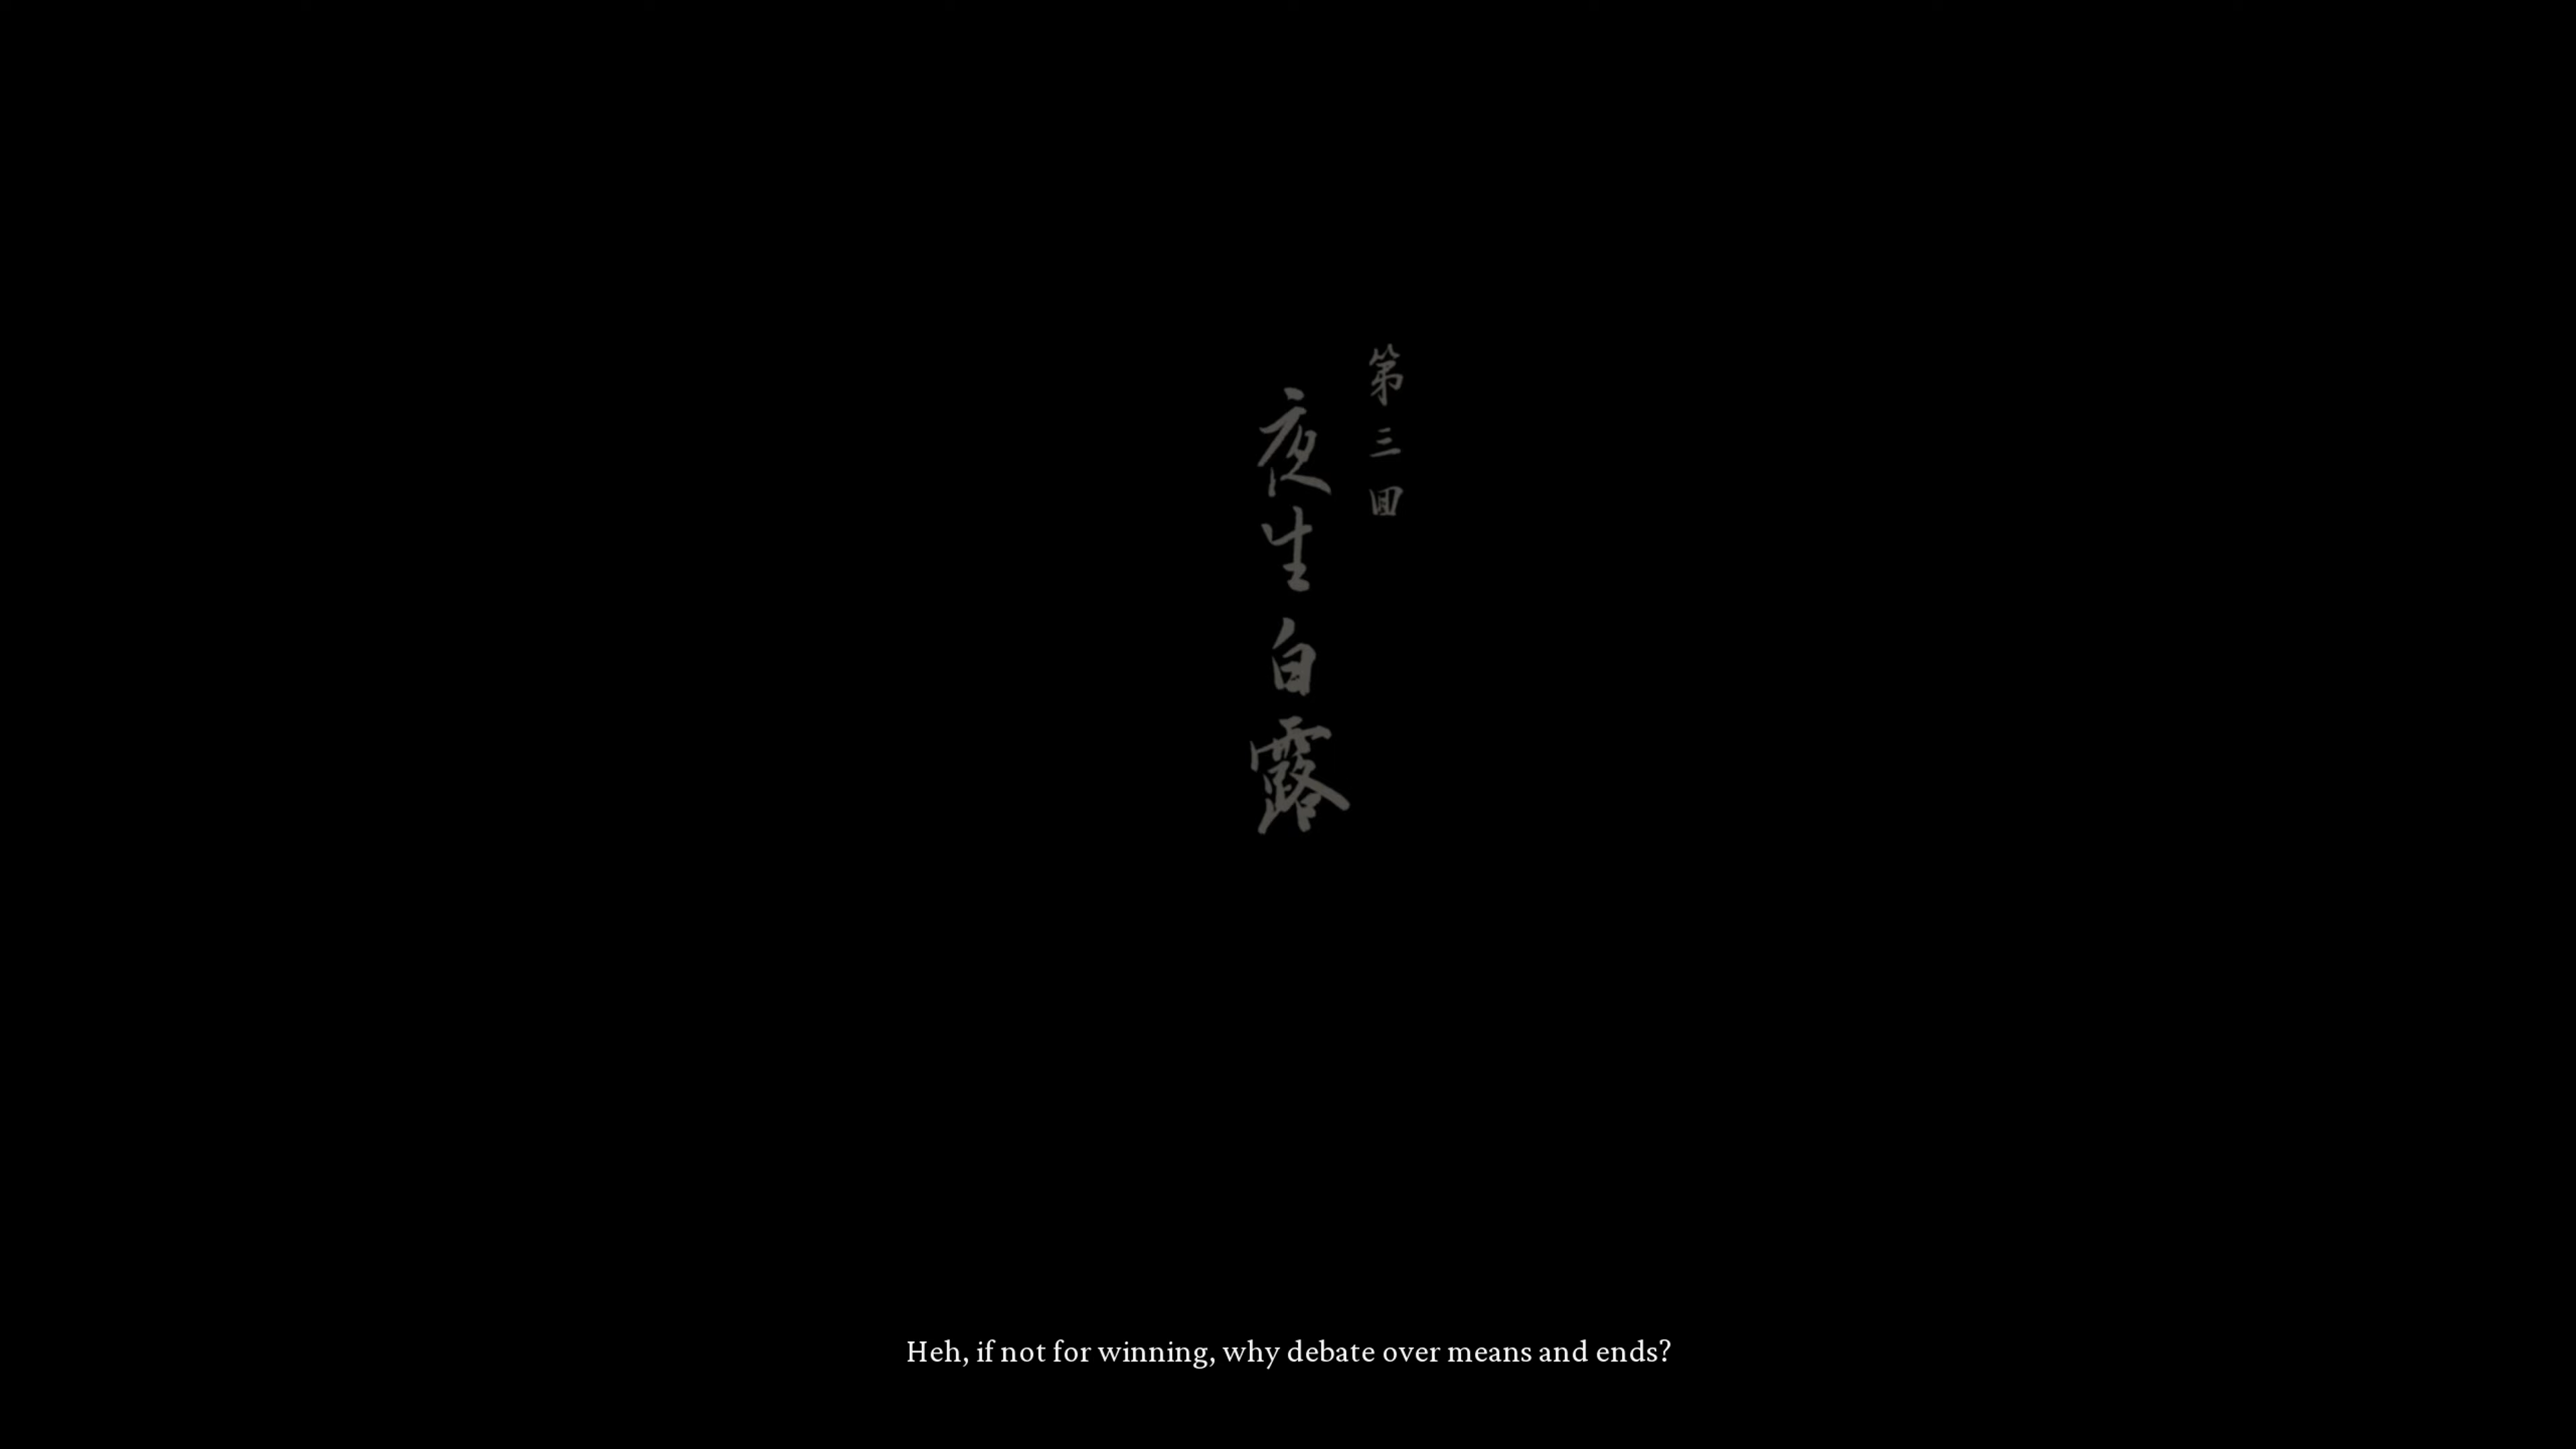 第三回
夜生白露
Heh, if not for winning, why debate over means and ends?